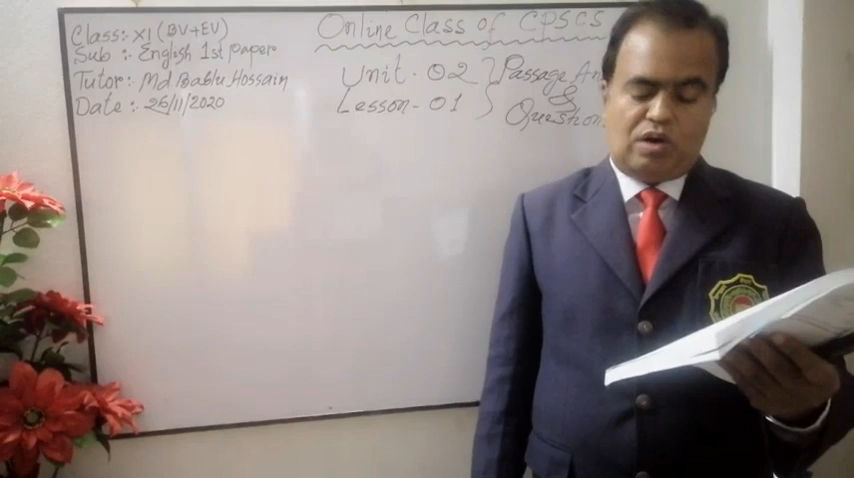 Online Class of CPSCS
Class:- XI (BV+EV)
Sub :- English 1st paper
Tutor:- Md Bablu Hossain
Date :- 26/11/2020
Unit - 02 } Passage An
Lesson - 01 } &
Question